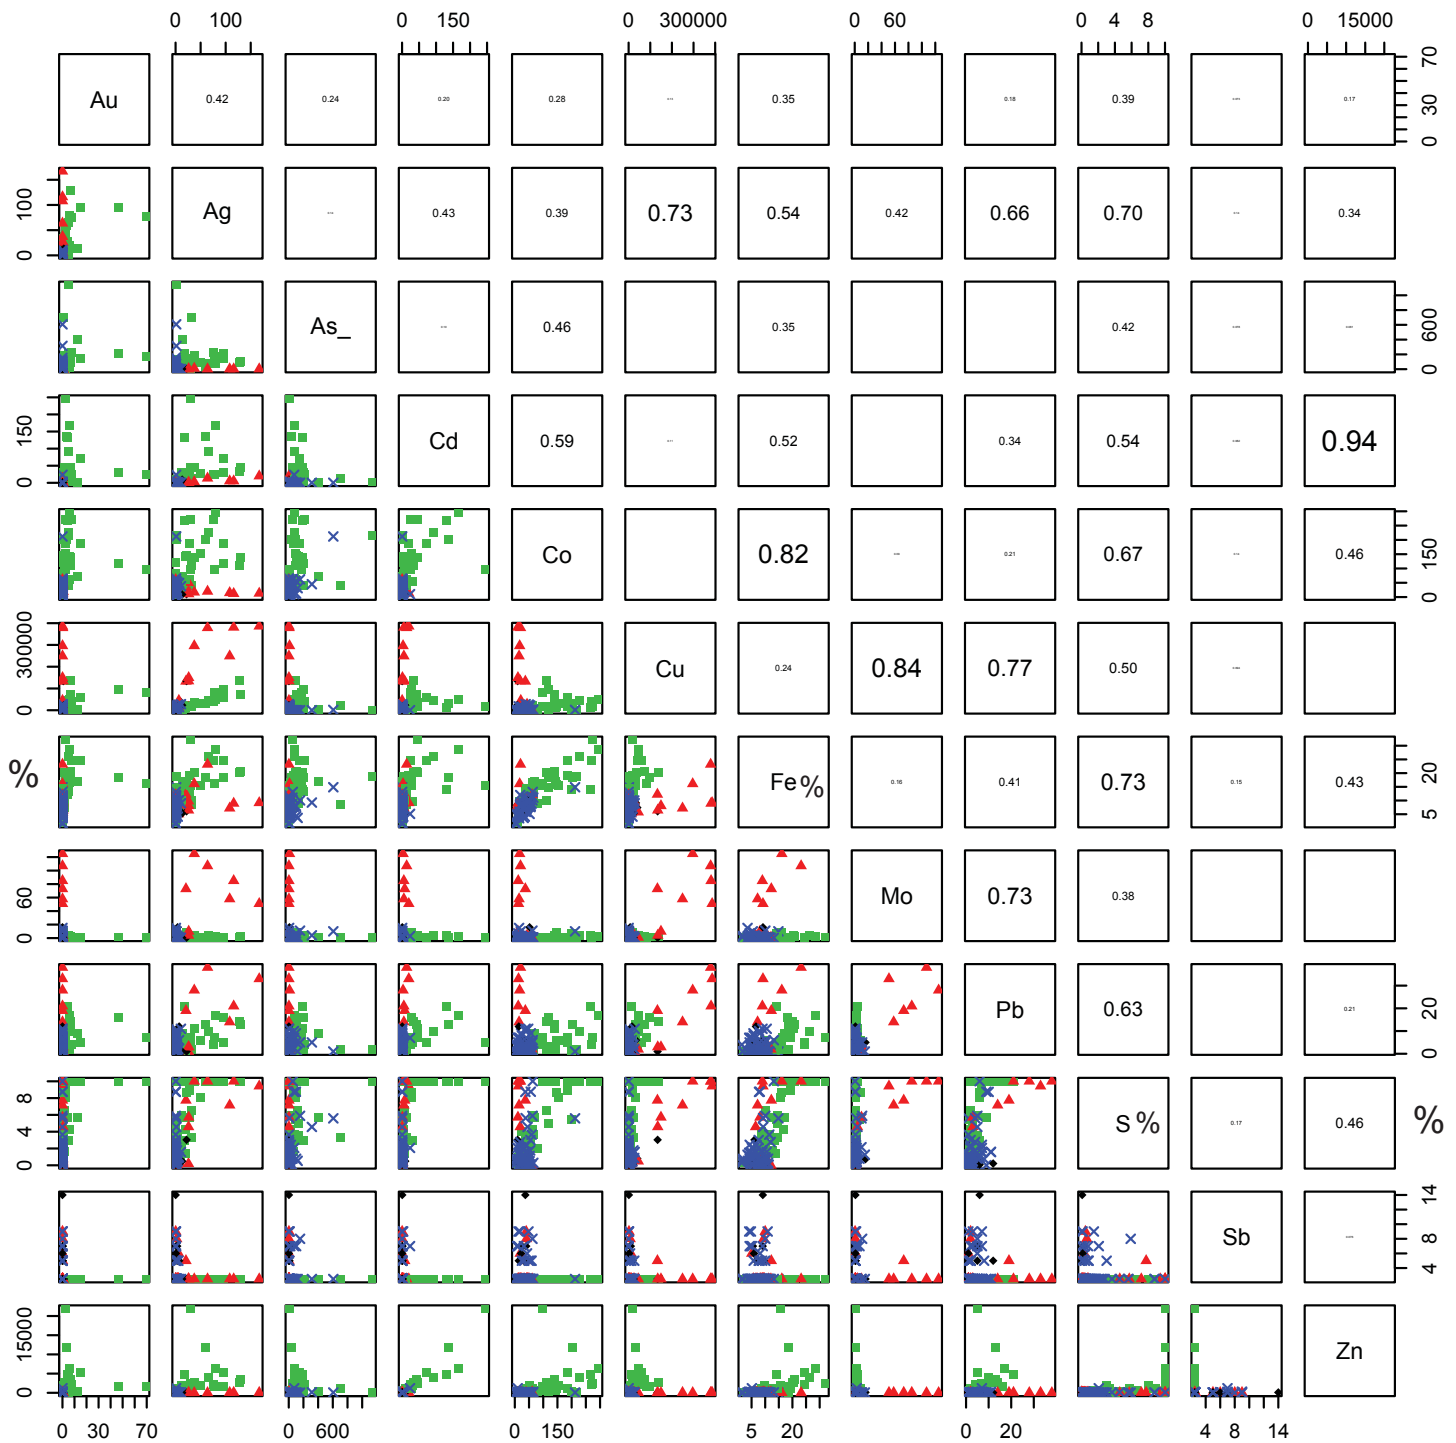 0 100 0 150 0 300000 0 60 0 4 8 0 15000
Au 0.42 0.24 0.20 0.28 0.35 0.18 0.39 0.17 0 30 70
0 100 Ag 0.43 0.39 0.73 0.54 0.42 0.66 0.70 0.34
As_ 0.46 0.35 0.42 0 600
0 150 Cd 0.59 0.52 0.34 0.54 0.94
Co 0.82 0.21 0.67 0.46 0 150
0 300000 Cu 0.24 0.84 0.77 0.50
% Fe% 0.16 0.41 0.73 0.15 0.43 5 20
0 60 Mo 0.73 0.38
Pb 0.63 0.21 0 20
0 4 8 S% 0.17 0.46 %
Sb 4 8 14
0 15000 Zn
0 30 70 0 600 0 150 5 20 0 20 4 8 14